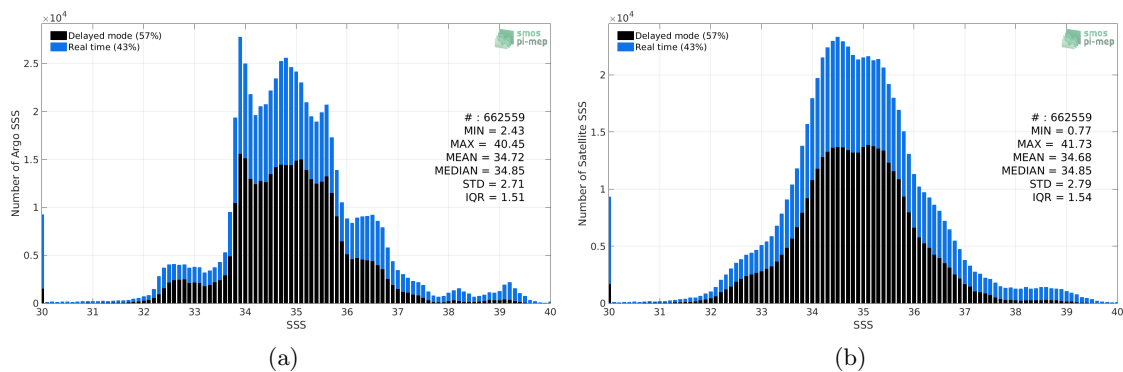 ×10⁴
Delayed mode (57%)
Real time (43%)
smos
pi-mep
2.5
2
1.5
1
0.5
0
Number of Argo SSS
# : 662559
MIN = 2.43
MAX = 40.45
MEAN = 34.72
MEDIAN = 34.85
STD = 2.71
IQR = 1.51
30 31 32 33 34 35 36 37 38 39 40
SSS
(a)
×10⁴
Delayed mode (57%)
Real time (43%)
smos
pi-mep
2
1.5
1
0.5
0
Number of Satellite SSS
# : 662559
MIN = 0.77
MAX = 41.73
MEAN = 34.68
MEDIAN = 34.85
STD = 2.79
IQR = 1.54
30 31 32 33 34 35 36 37 38 39 40
SSS
(b)